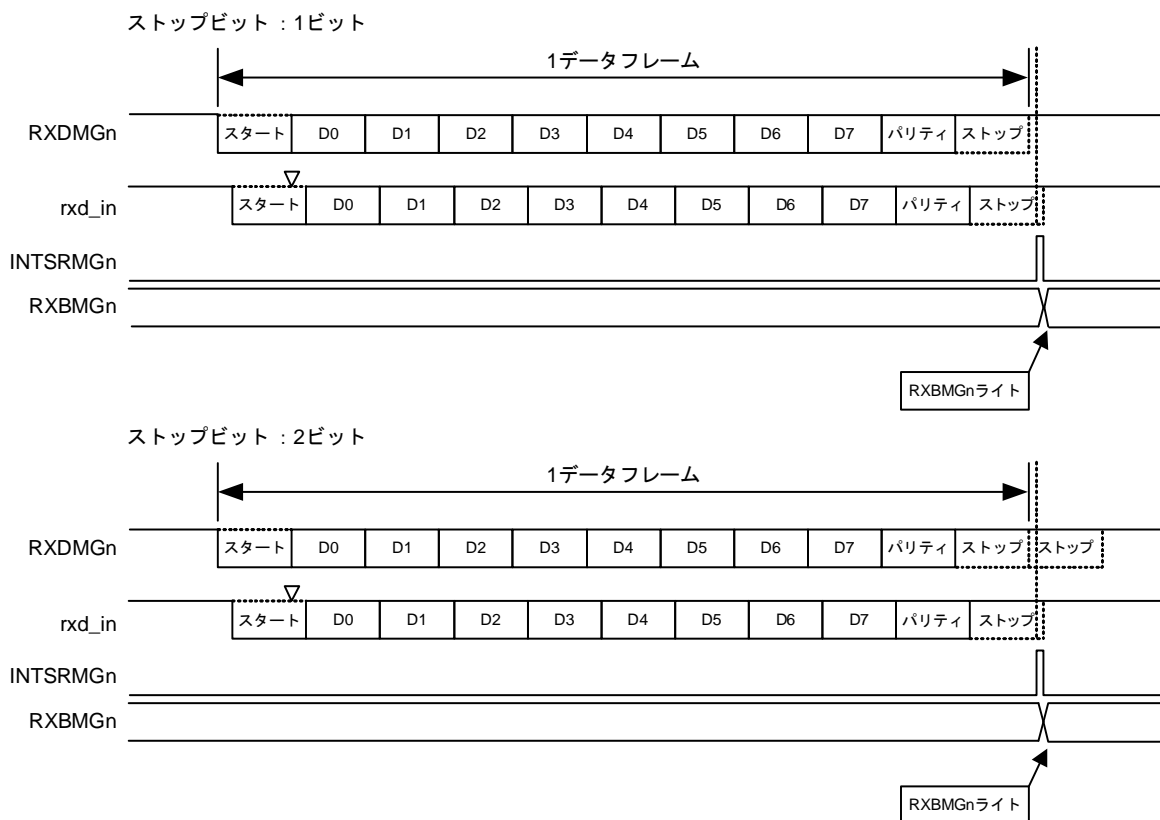 ストップビット : 1ビット
1データフレーム
RXDMGn
スタート D0 D1 D2 D3 D4 D5 D6 D7 パリティ ストップ
rxd_in
スタート D0 D1 D2 D3 D4 D5 D6 D7 パリティ ストップ
INTSRMGn
RXBMGn
RXBMGnライト
ストップビット : 2ビット
1データフレーム
RXDMGn
スタート D0 D1 D2 D3 D4 D5 D6 D7 パリティ ストップ ストップ
rxd_in
スタート D0 D1 D2 D3 D4 D5 D6 D7 パリティ ストップ
INTSRMGn
RXBMGn
RXBMGnライト